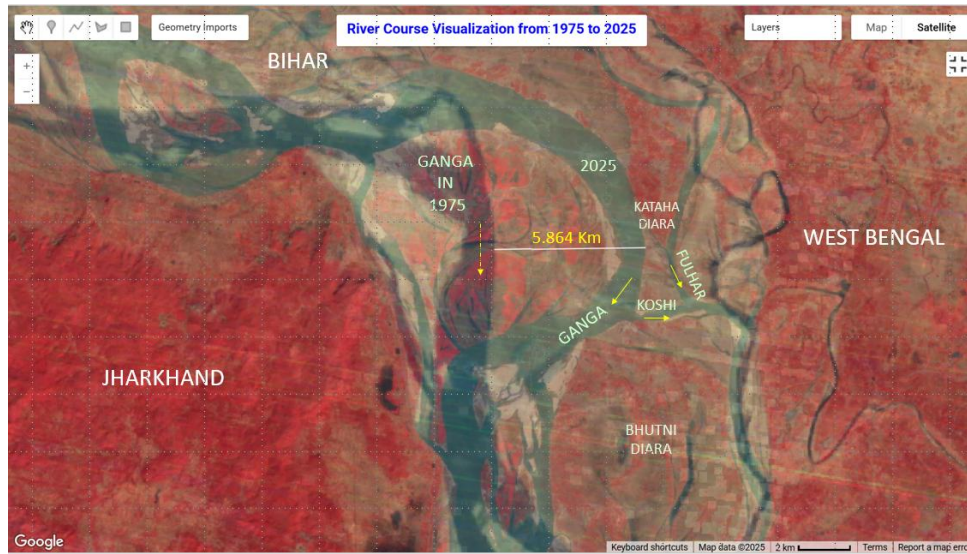 Geometry Imports
River Course Visualization from 1975 to 2025
Layers
Map
Satellite
+
−
BIHAR
GANGA
IN
1975
2025
KATAHA
DIARA
WEST BENGAL
5.864 Km
FULHAR
KOSHI
GANGA
JHARKHAND
BHUTNI
DIARA
Google
Keyboard shortcuts
Map data ©2025
2 km
Terms
Report a map erro